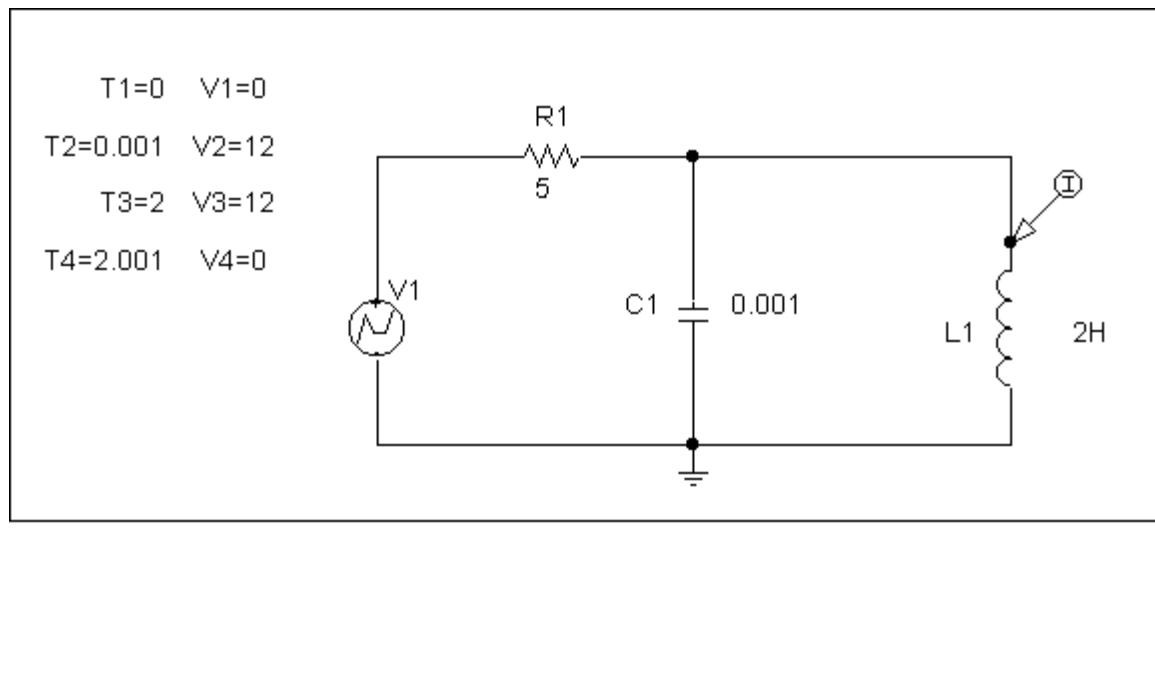 T1=0 V1=0
T2=0.001 V2=12
T3=2 V3=12
T4=2.001 V4=0
R1
5
V1
C1 0.001
L1 2H
I